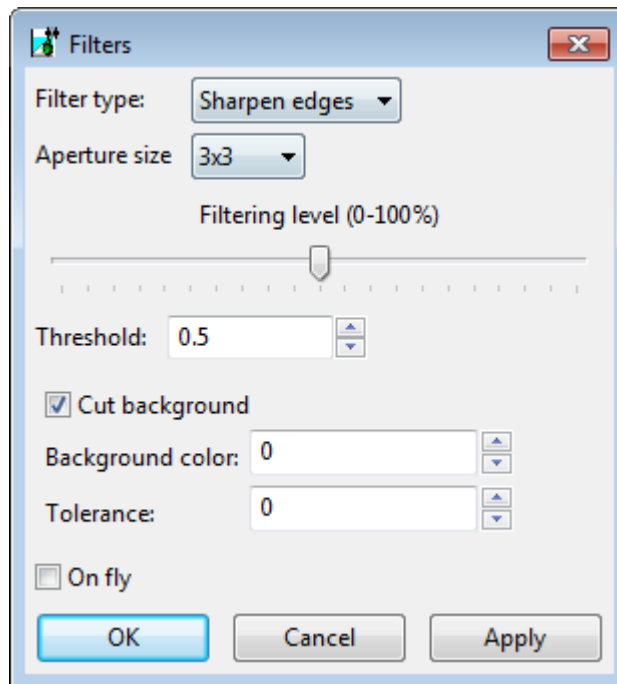 Filters
Filter type: Sharpen edges
Aperture size 3x3
Filtering level (0-100%)
Threshold: 0.5
Cut background
Background color: 0
Tolerance: 0
On fly
OK Cancel Apply